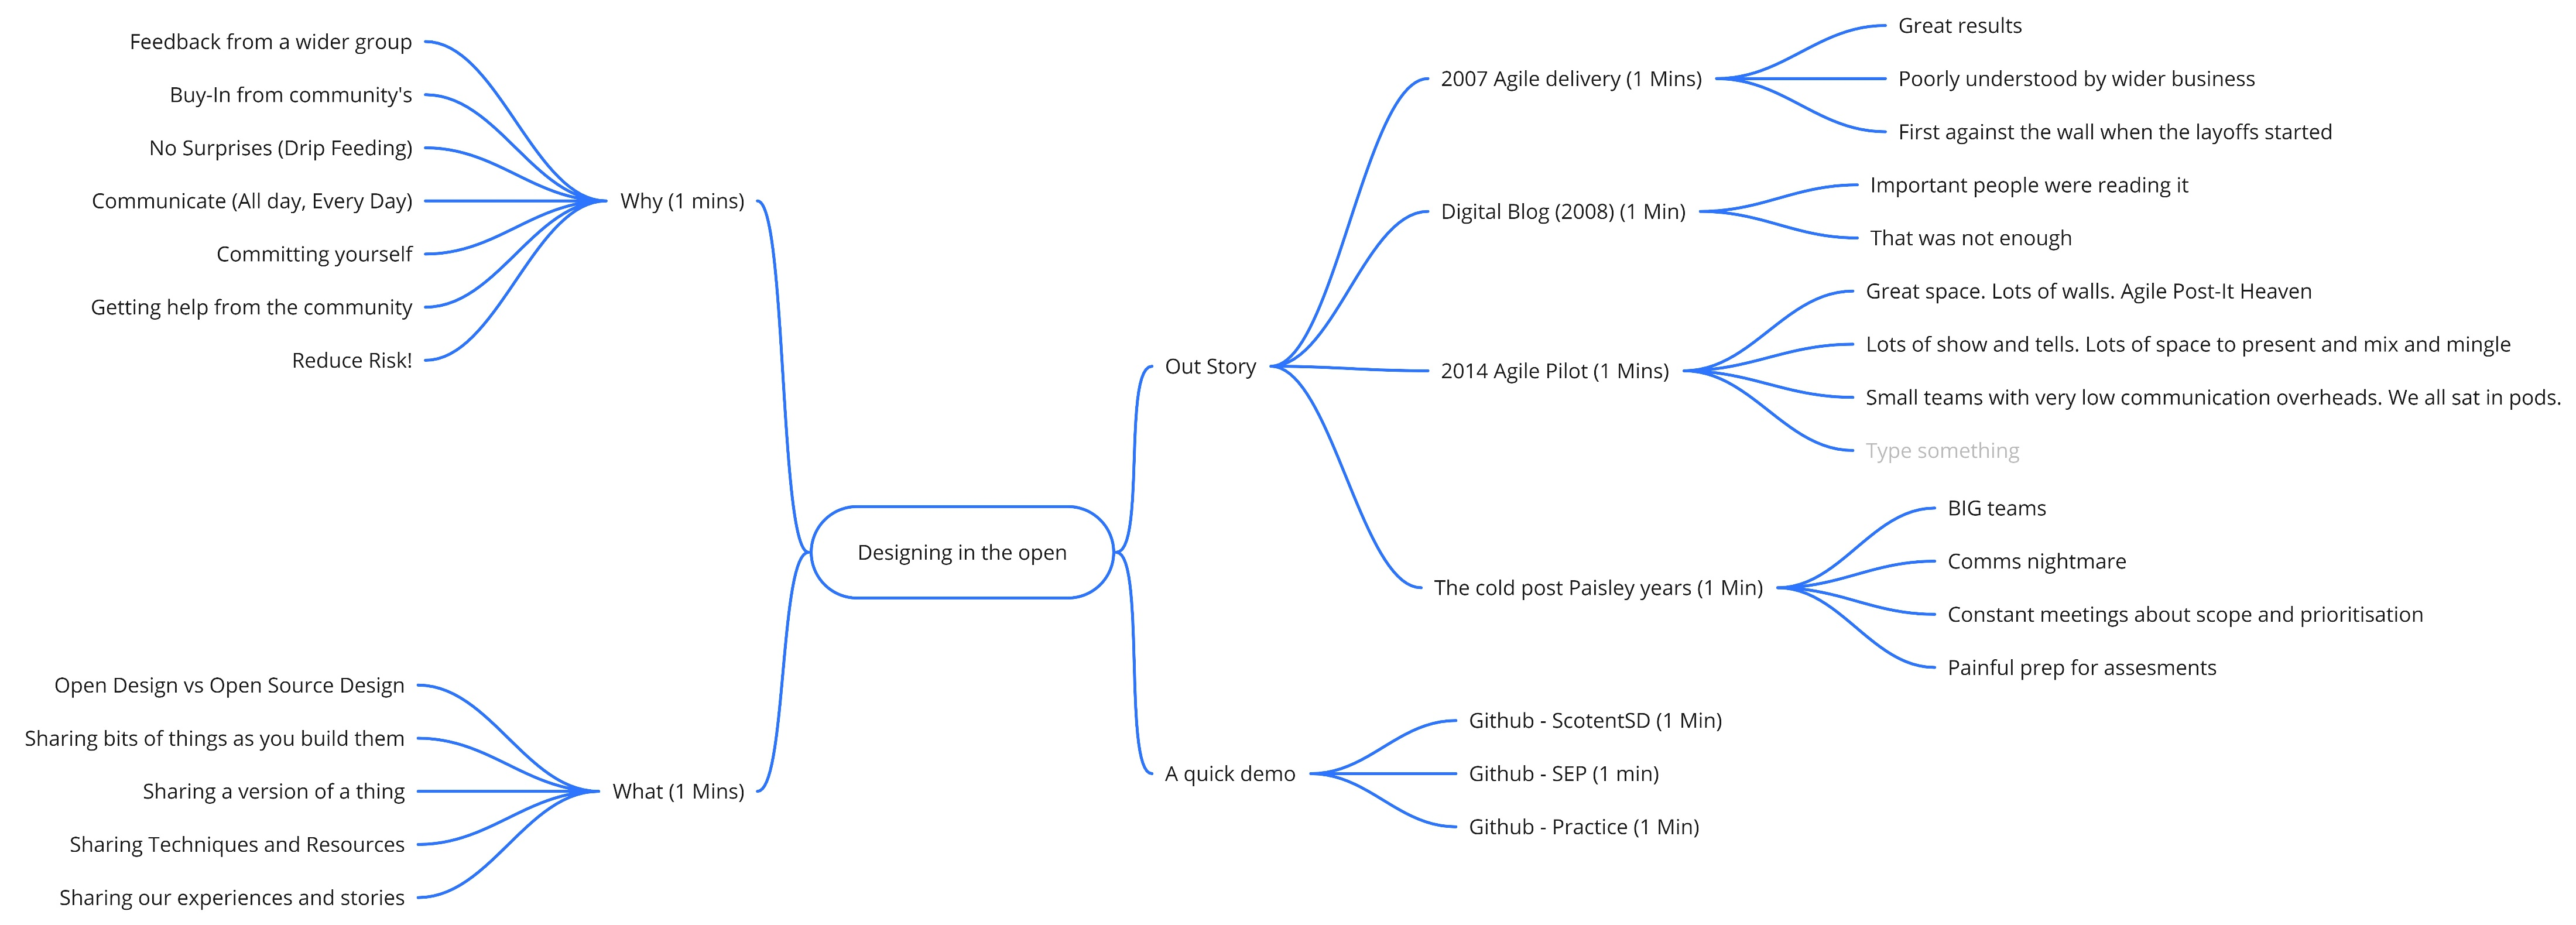 Designing in the open
Why (1 mins)
Feedback from a wider group
Buy-In from community's
No Surprises (Drip Feeding)
Communicate (All day, Every Day)
Committing yourself
Getting help from the community
Reduce Risk!
What (1 Mins)
Open Design vs Open Source Design
Sharing bits of things as you build them
Sharing a version of a thing
Sharing Techniques and Resources
Sharing our experiences and stories
Out Story
2007 Agile delivery (1 Mins)
Great results
Poorly understood by wider business
First against the wall when the layoffs started
Digital Blog (2008) (1 Min)
Important people were reading it
That was not enough
2014 Agile Pilot (1 Mins)
Great space. Lots of walls. Agile Post-It Heaven
Lots of show and tells. Lots of space to present and mix and mingle
Small teams with very low communication overheads. We all sat in pods.
Type something
The cold post Paisley years (1 Min)
BIG teams
Comms nightmare
Constant meetings about scope and prioritisation
Painful prep for assesments
A quick demo
Github - ScotentSD (1 Min)
Github - SEP (1 min)
Github - Practice (1 Min)